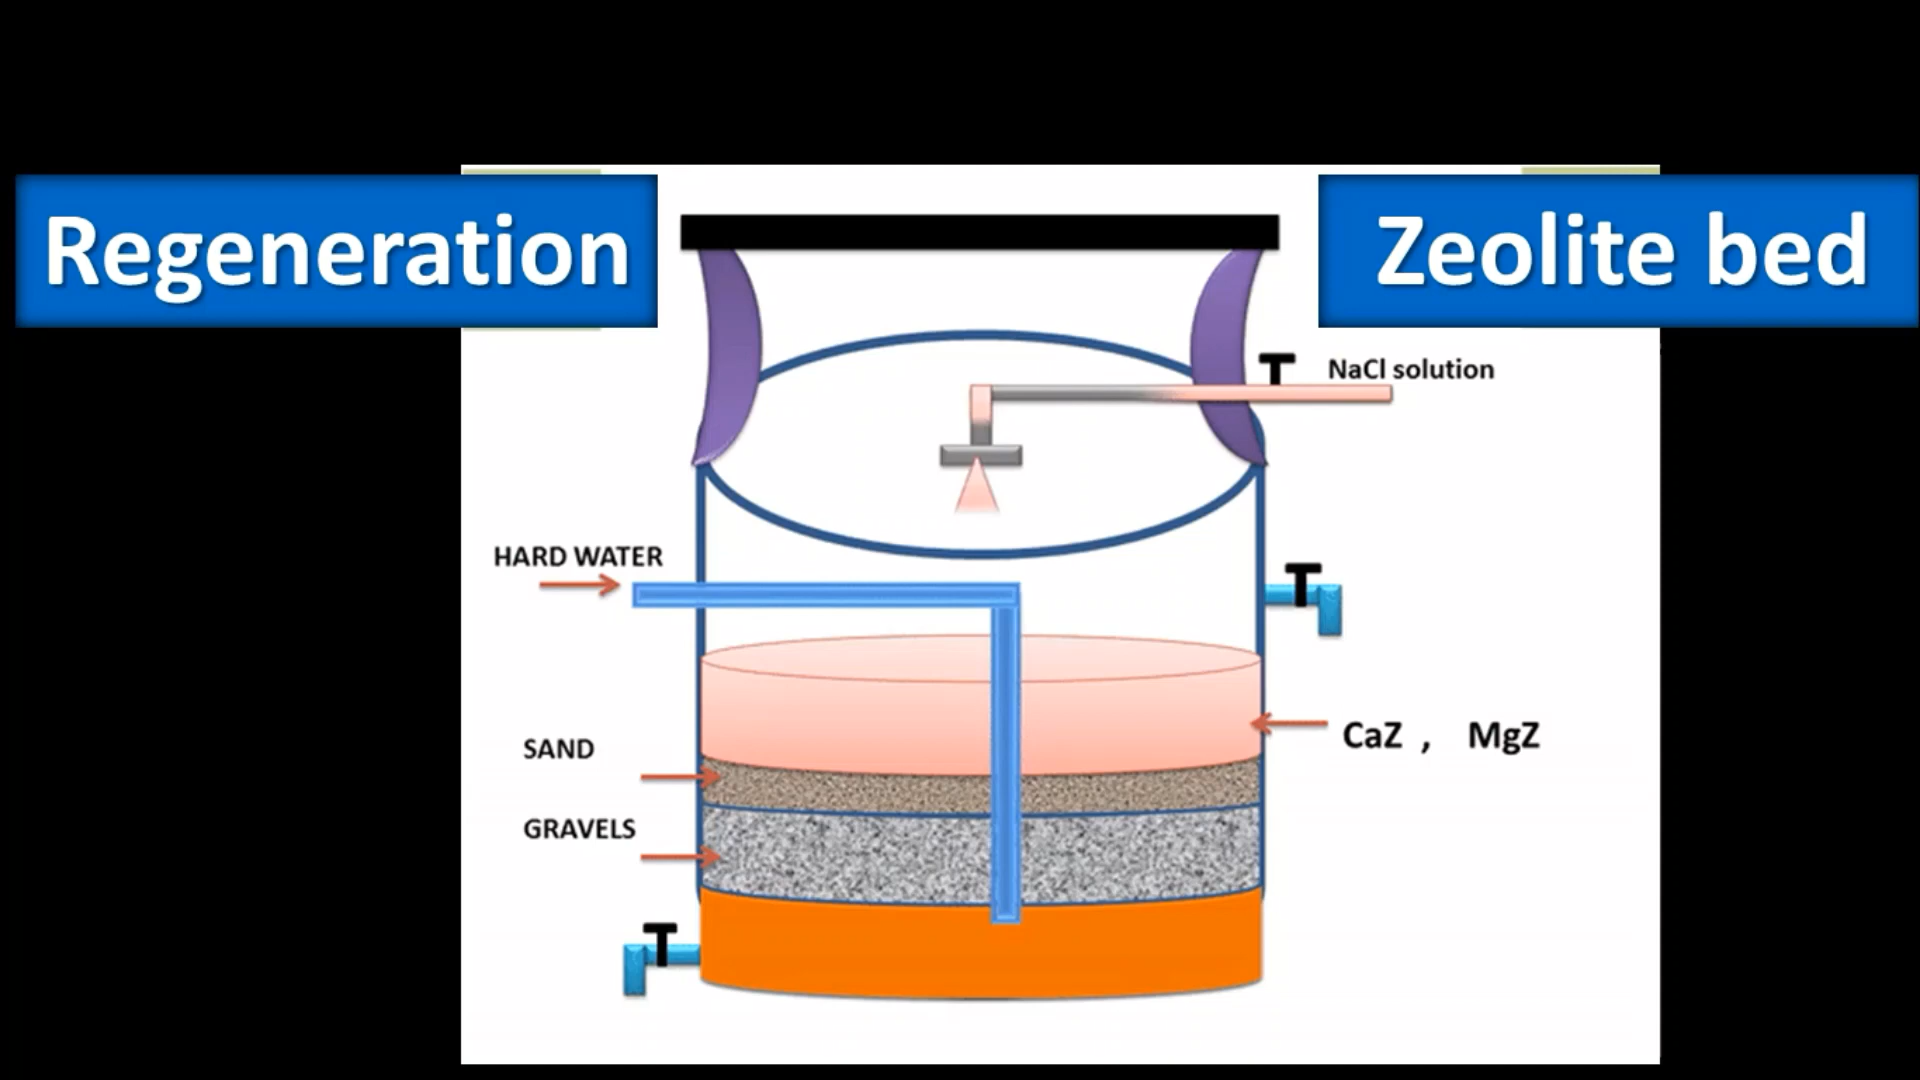 Regeneration
Zeolite bed
NaCl solution
HARD WATER
CaZ , MgZ
SAND
GRAVELS